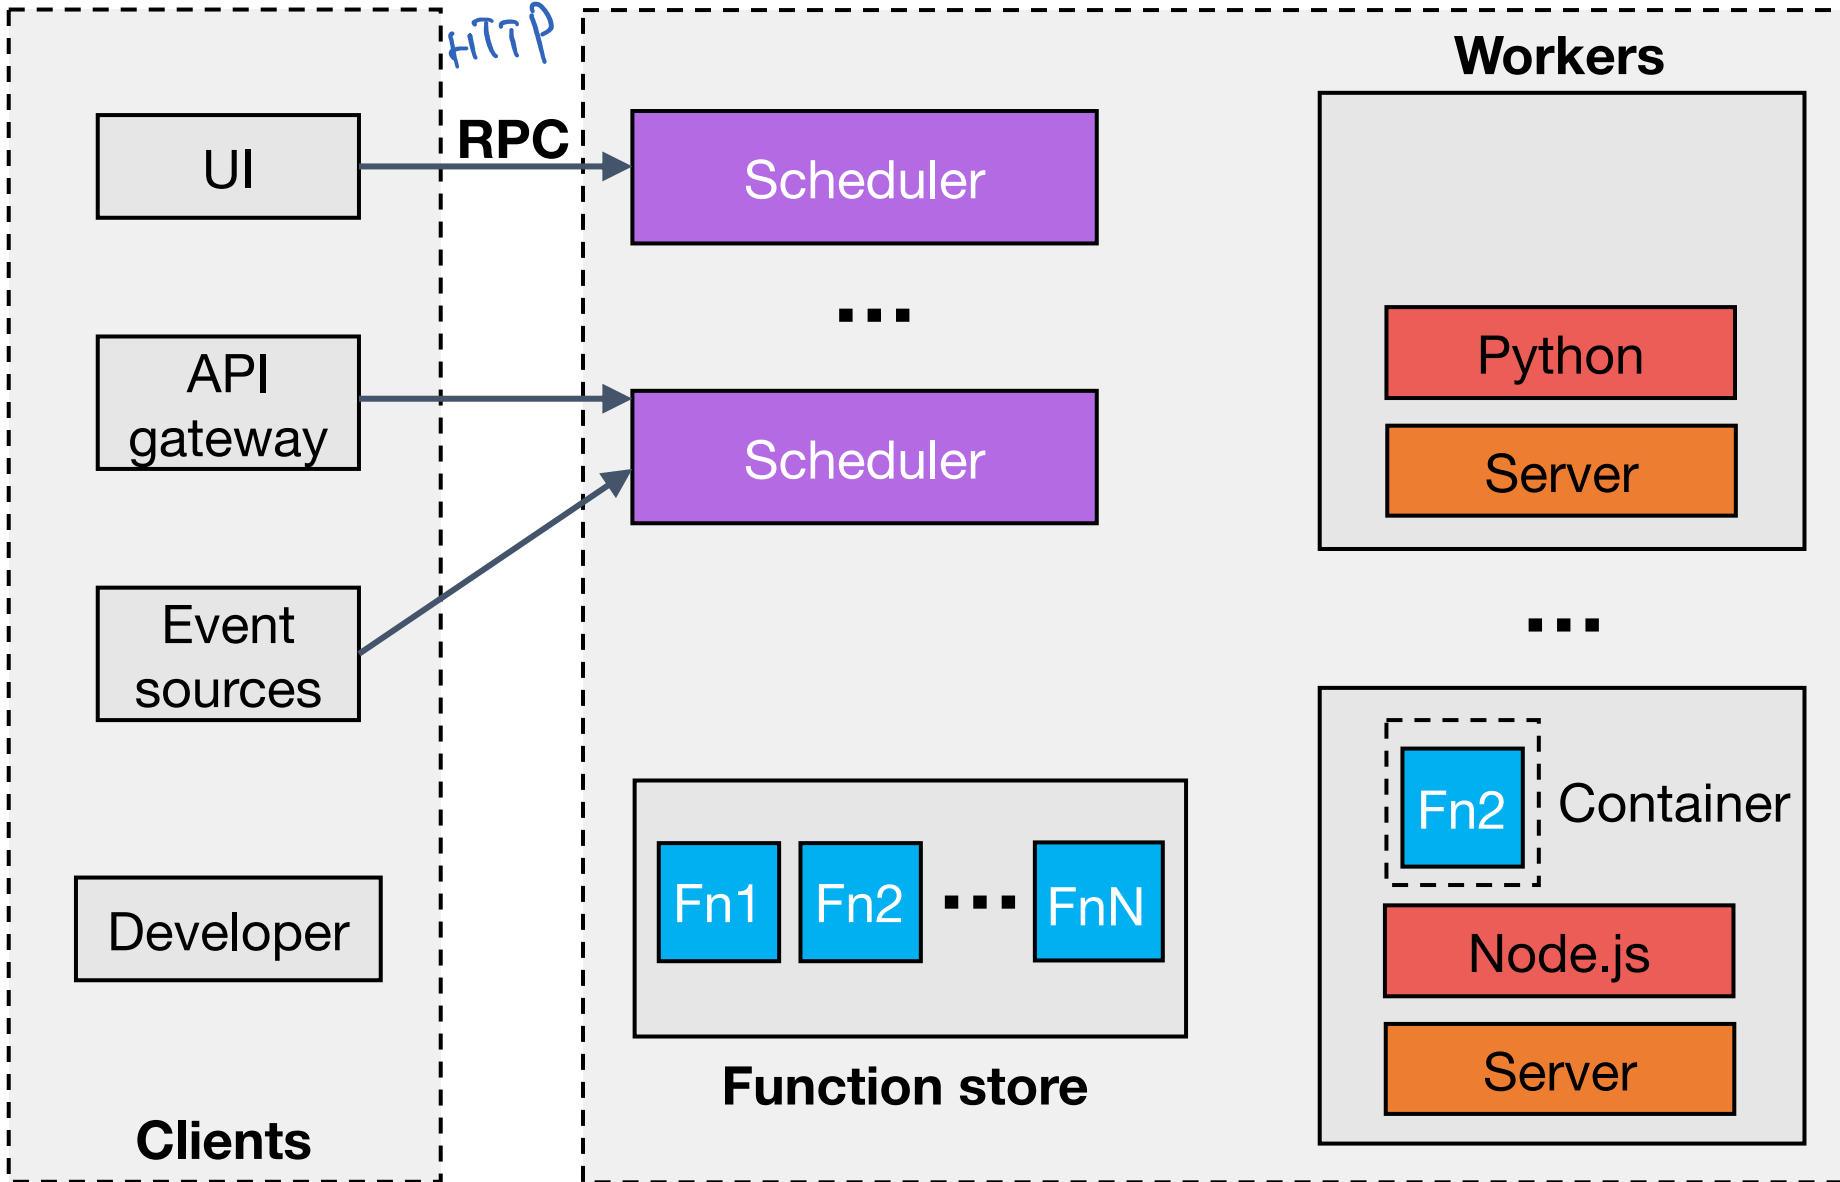 HTTP
Workers
UI
RPC
Scheduler
...
API
gateway
Scheduler
Python
Server
Event
sources
...
Fn2
Container
Fn1
Fn2
...
FnN
Developer
Node.js
Server
Function store
Clients